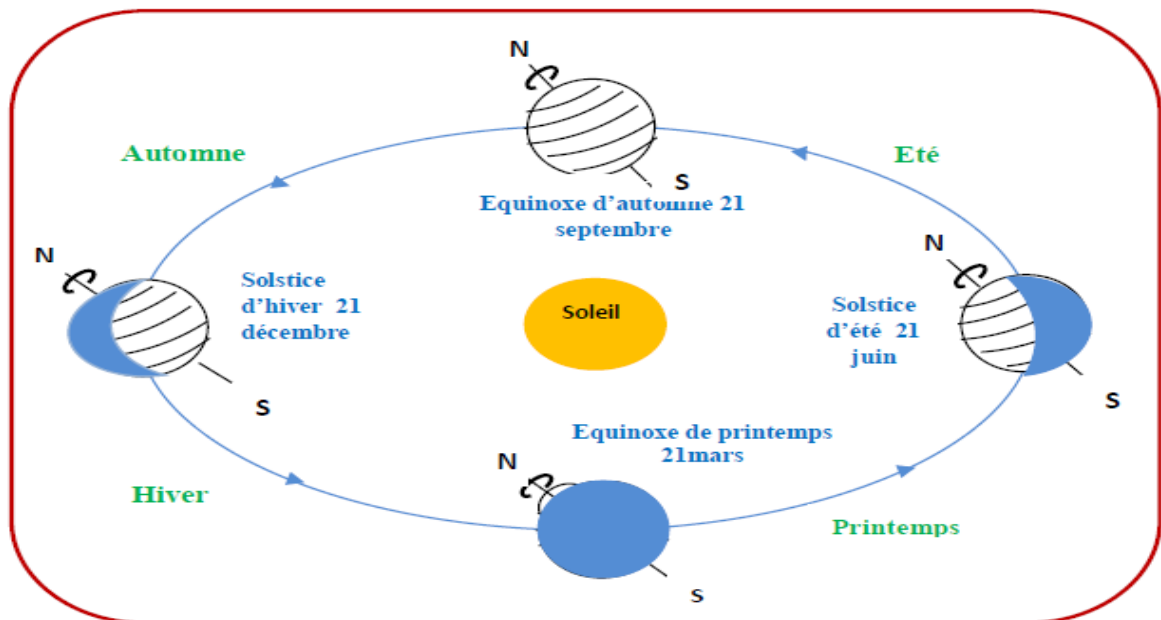 N
Automne
Eté
S
Equinoxe d'automne 21
septembre
N
N
Solstice
d'hiver 21
décembre
Soleil
Solstice
d'été 21
juin
S
S
Equinoxe de printemps
21mars
N
Hiver
Printemps
S